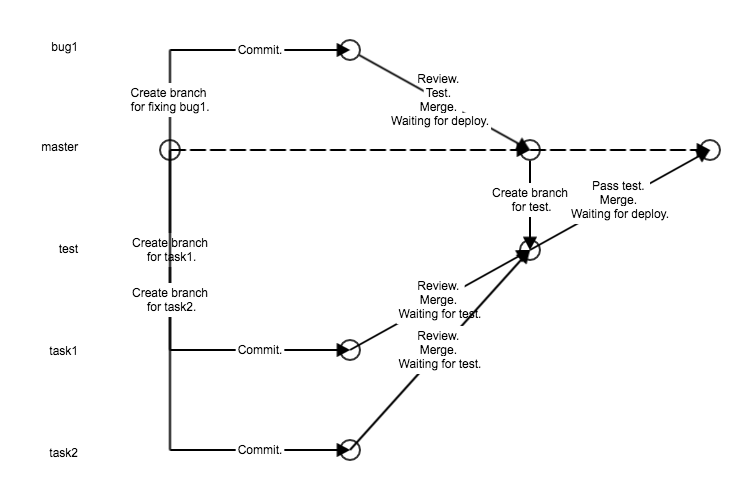 bug1
Commit.
Review.
Test.
Merge.
Waiting for deploy.
Create branch
for fixing bug1.
master
Pass test.
Merge.
Waiting for deploy.
Create branch
for test.
test
Create branch
for task1.
Create branch
for task2.
Review.
Merge.
Waiting for test.
task1
Commit.
Review.
Merge.
Waiting for test.
task2
Commit.